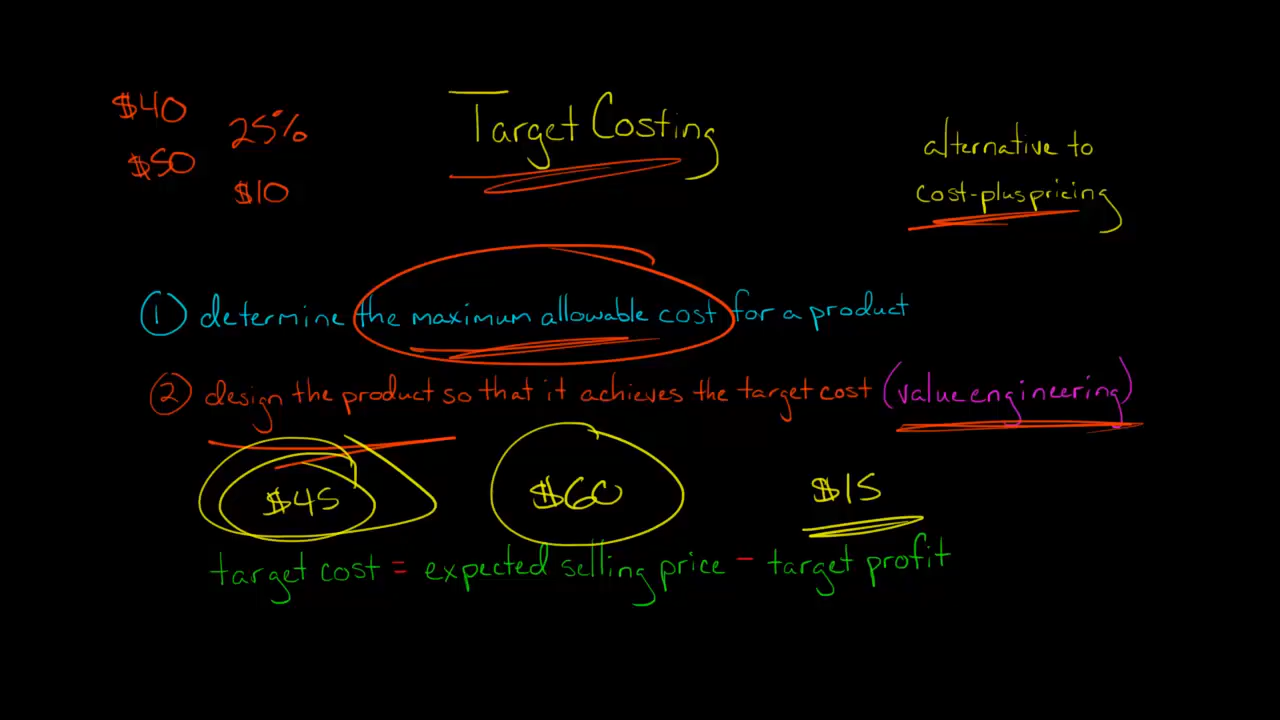 $40
25%
$50
$10
Target Costing
alternative to
cost-plus pricing
① determine the maximum allowable cost for a product
② design the product so that it achieves the target cost (value engineering)
$45 $60 $15
target cost = expected selling price - target profit